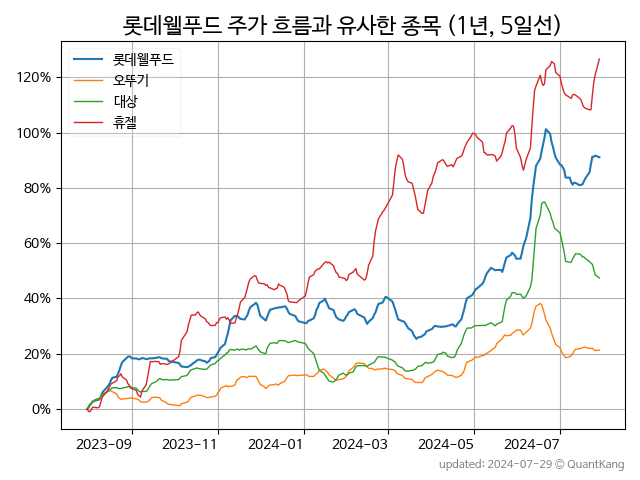 롯데웰푸드 주가 흐름과 유사한 종목 (1년, 5일선)
롯데웰푸드
오뚜기
대상
휴젤
120%
100%
80%
60%
40%
20%
0%
2023-09
2023-11
2024-01
2024-03
2024-05
2024-07
updated: 2024-07-29 © QuantKang